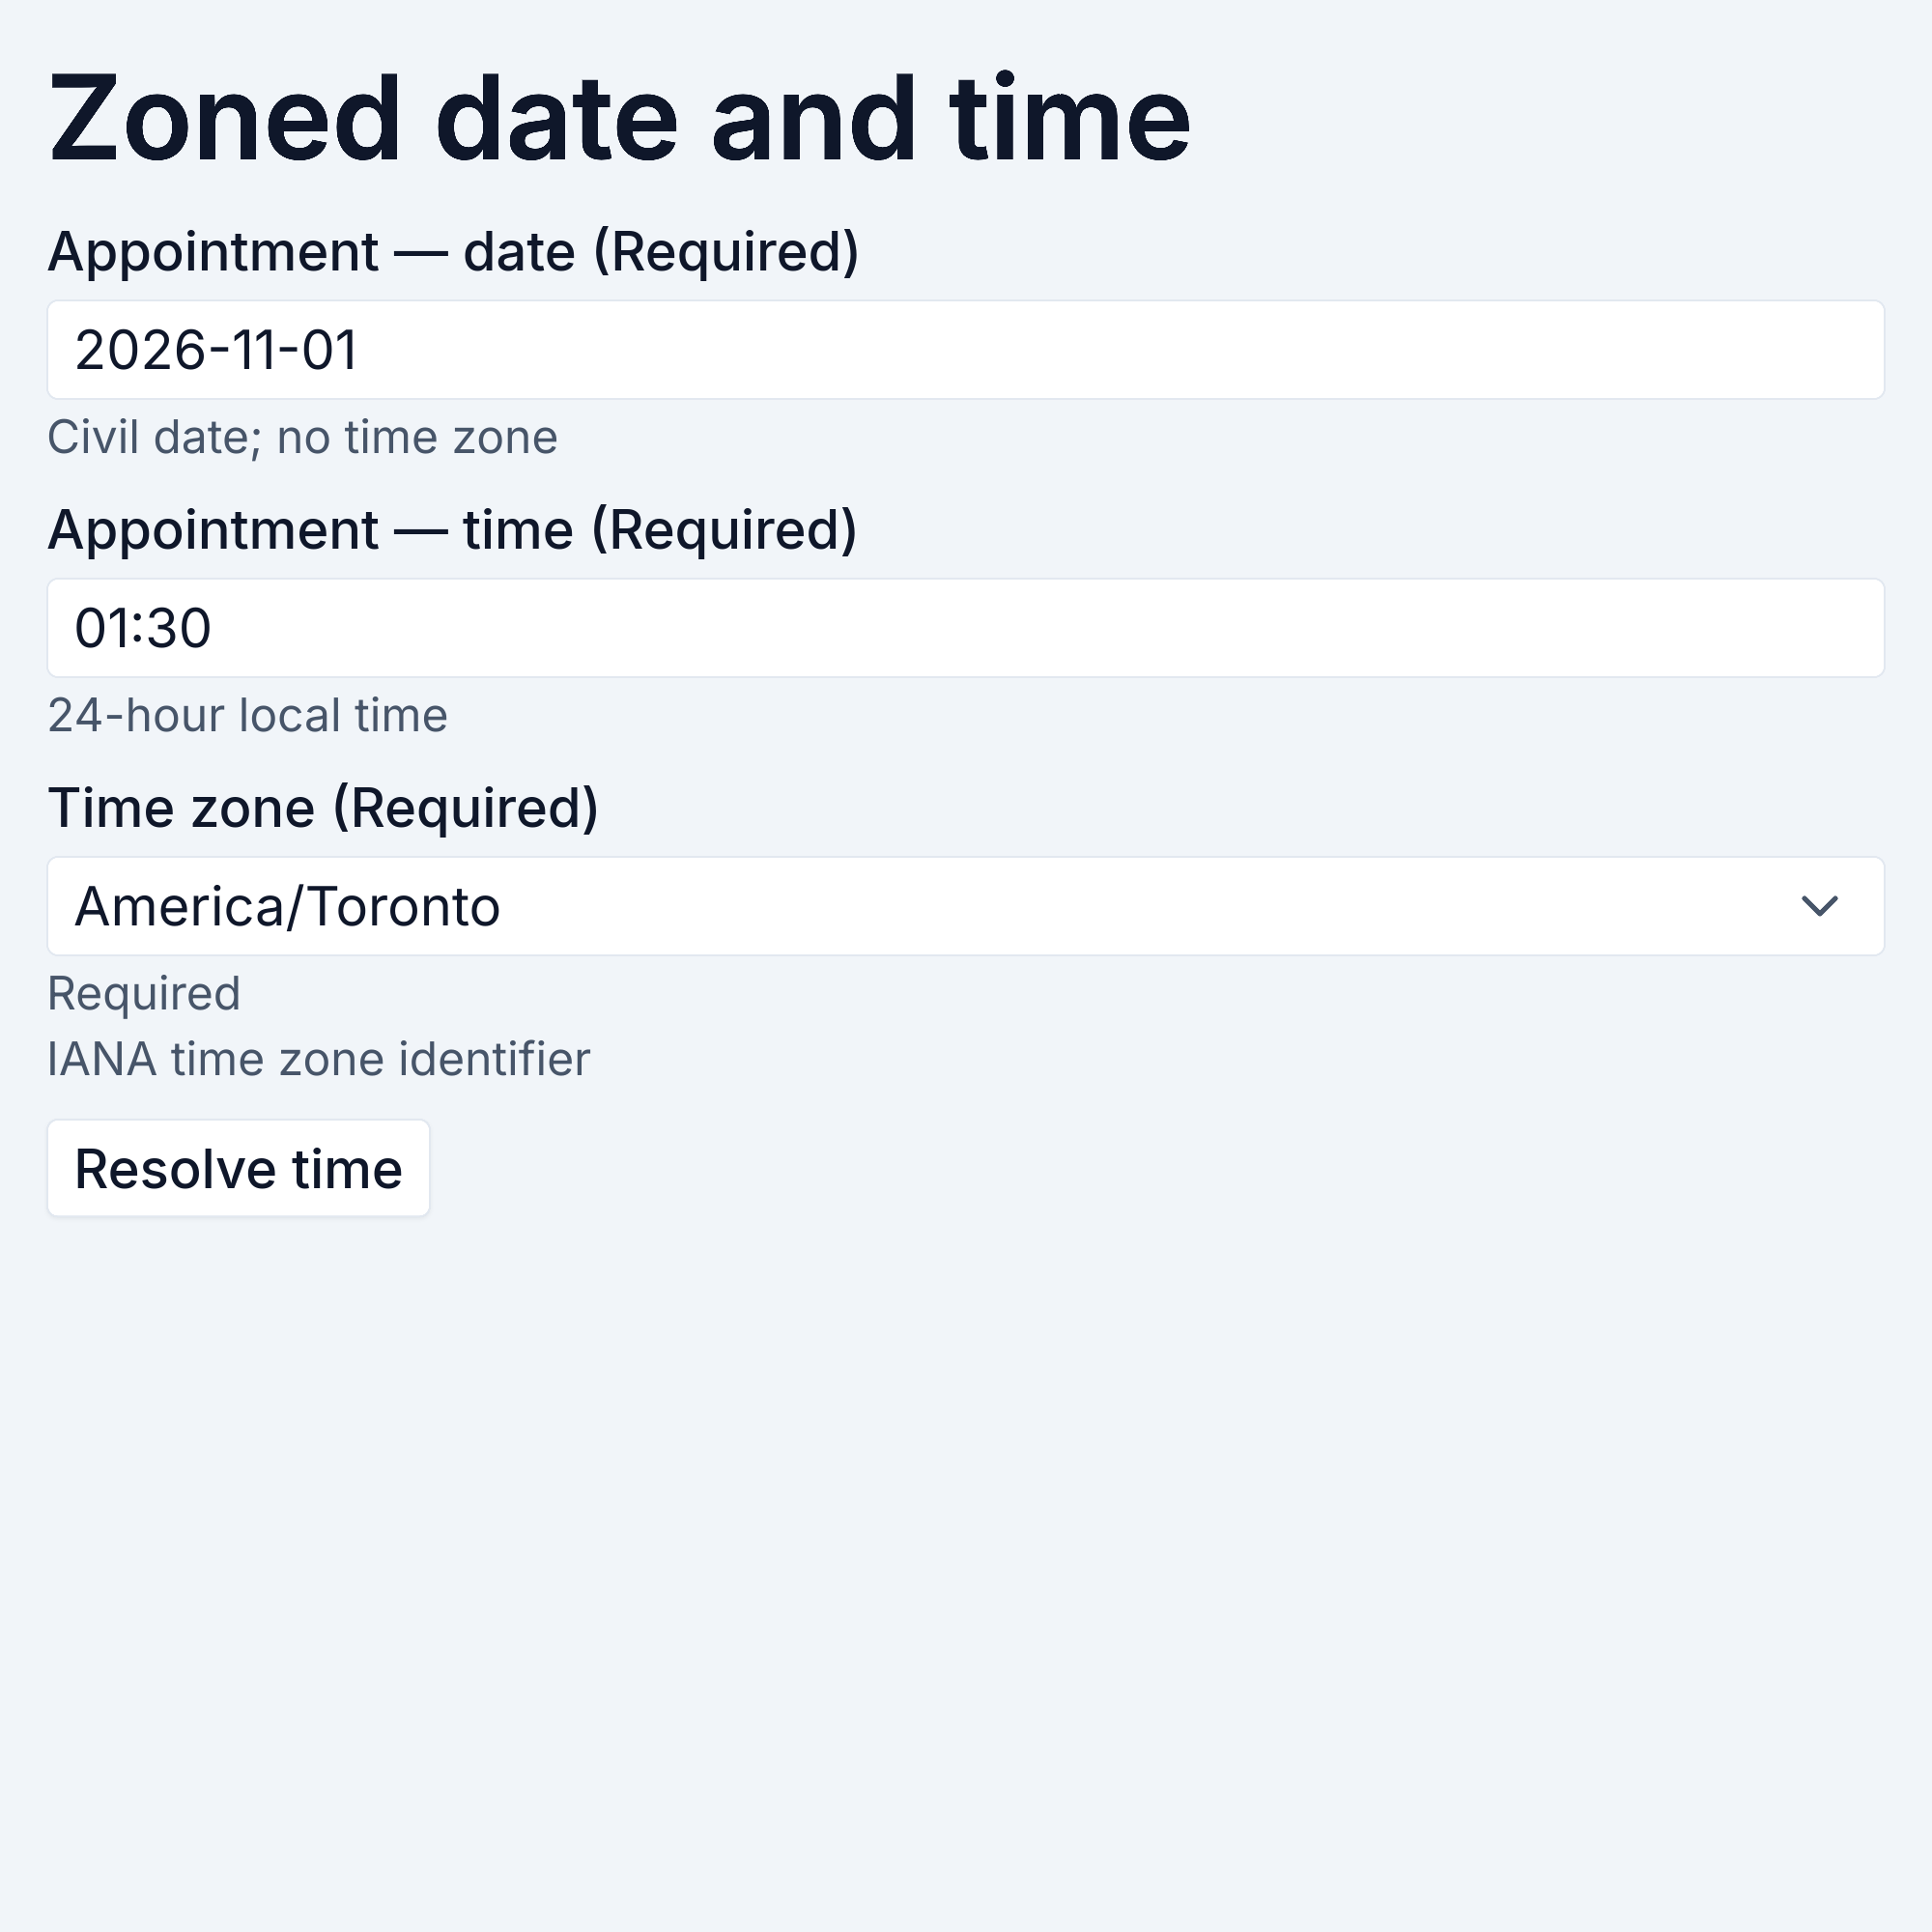 Zoned date and time
Appointment — date (Required)
2026-11-01
Civil date; no time zone
Appointment — time (Required)
01:30
24-hour local time
Time zone (Required)
America/Toronto
Required
IANA time zone identifier
Resolve time